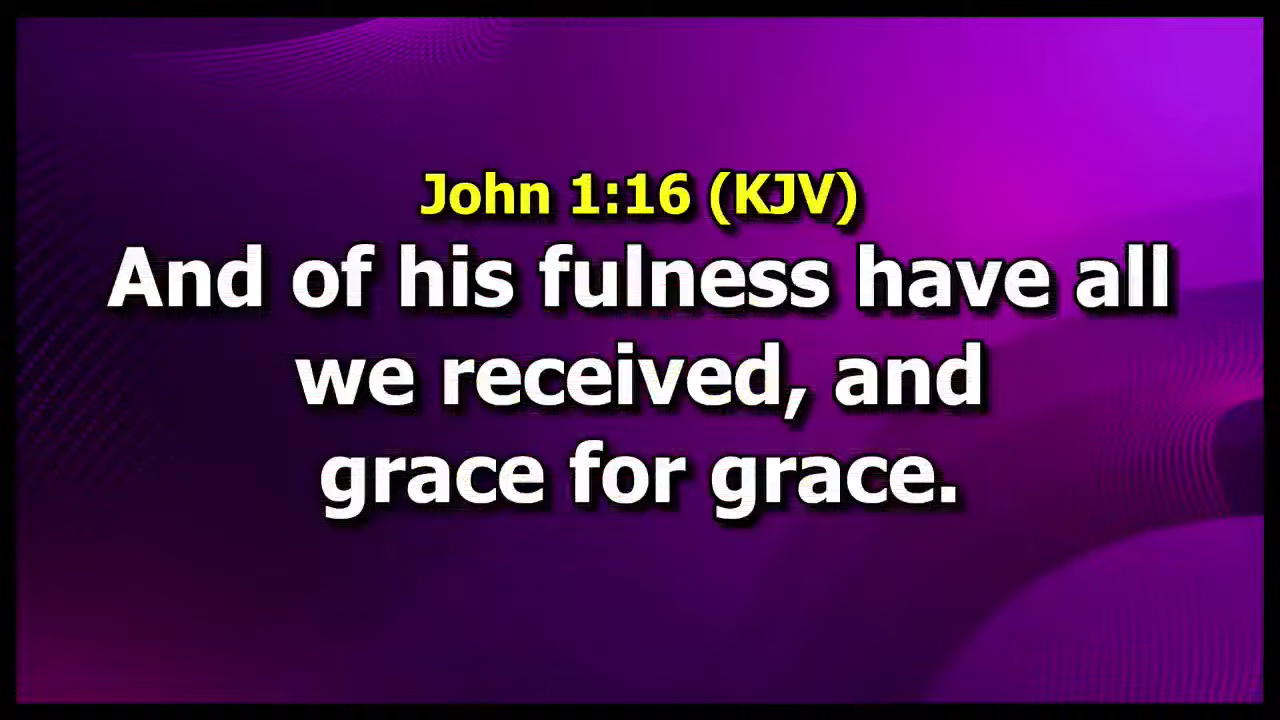 John 1:16 (KJV)
And of his fulness have all
we received, and
grace for grace.